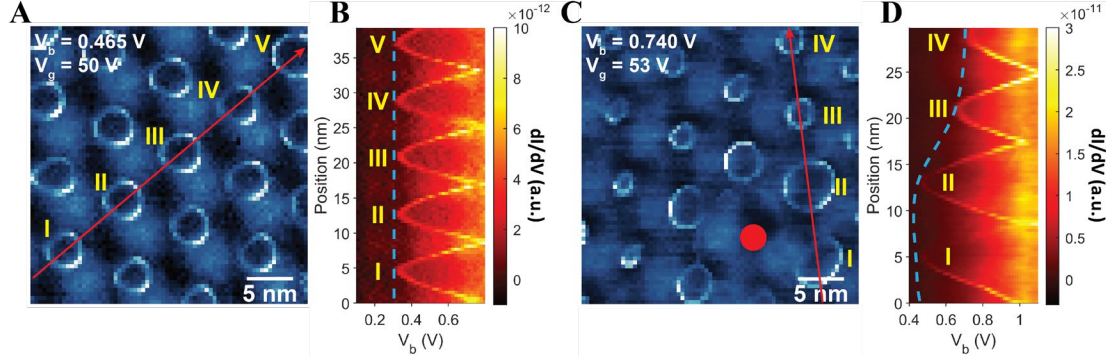 A
V_b = 0.465 V
V_g = 50 V
I
II
III
IV
V
5 nm
B
×10^-12
10
8
6
4
2
0
dI/dV (a.u.)
Position (nm)
35
30
25
20
15
10
5
0
V
IV
III
II
I
0.2 0.4 0.6
V_b (V)
C
V_b = 0.740 V
V_g = 53 V
IV
III
II
I
5 nm
D
3 ×10^-11
2.5
2
1.5
1
0.5
0
dI/dV (a.u.)
Position (nm)
25
20
15
10
5
0
IV
III
II
I
0.4 0.6 0.8 1
V_b (V)